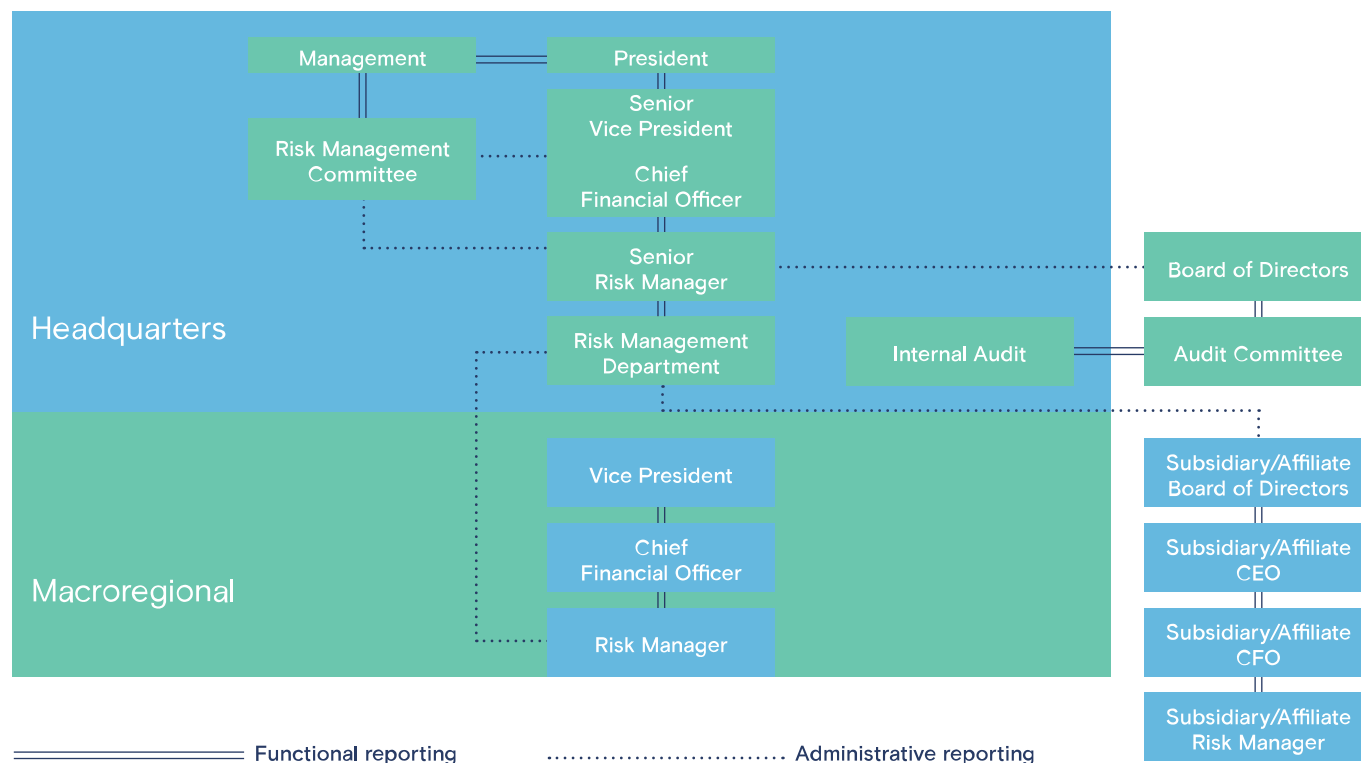 Management
President
Senior
Vice President
Chief
Financial Officer
Risk Management
Committee
Senior
Risk Manager
Board of Directors
Headquarters
Risk Management
Department
Internal Audit
Audit Committee
Vice President
Subsidiary/Affiliate
Board of Directors
Chief
Financial Officer
Subsidiary/Affiliate
CEO
Macroregional
Risk Manager
Subsidiary/Affiliate
CFO
Subsidiary/Affiliate
Risk Manager
Functional reporting
Administrative reporting